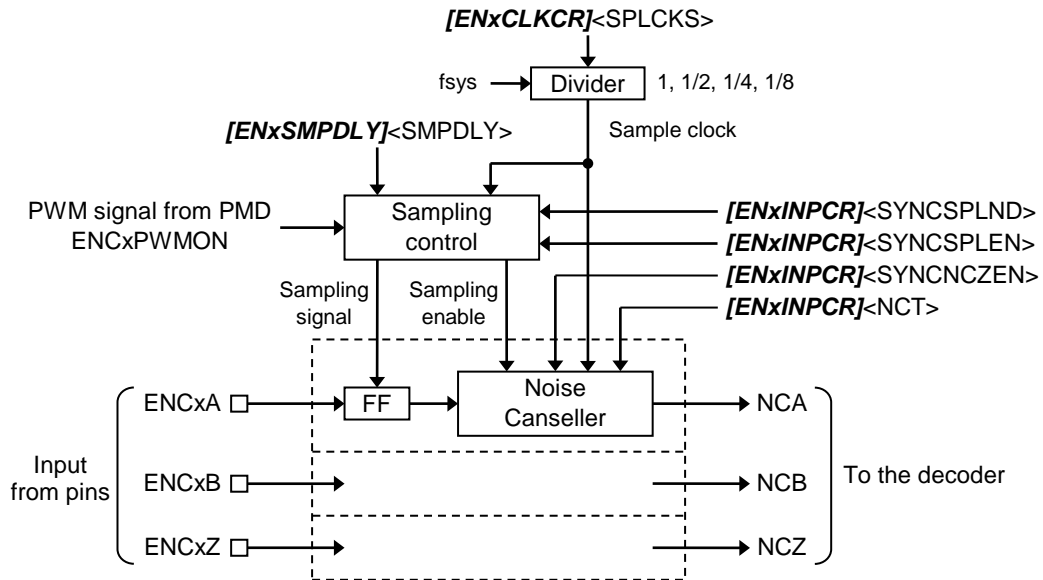 [ENxCLKCR]<SPLCKS>
fsys
Divider
1, 1/2, 1/4, 1/8
[ENxSMPDLY]<SMPDLY>
Sample clock
PWM signal from PMD
ENCxPWMON
Sampling
control
[ENxINPCR]<SYNCSPLND>
[ENxINPCR]<SYNCSPLEN>
[ENxINPCR]<SYNCNCZEN>
[ENxINPCR]<NCT>
Sampling
signal
Sampling
enable
ENCxA
FF
Noise
Canseller
NCA
Input
from pins
ENCxB
NCB
To the decoder
ENCxZ
NCZ